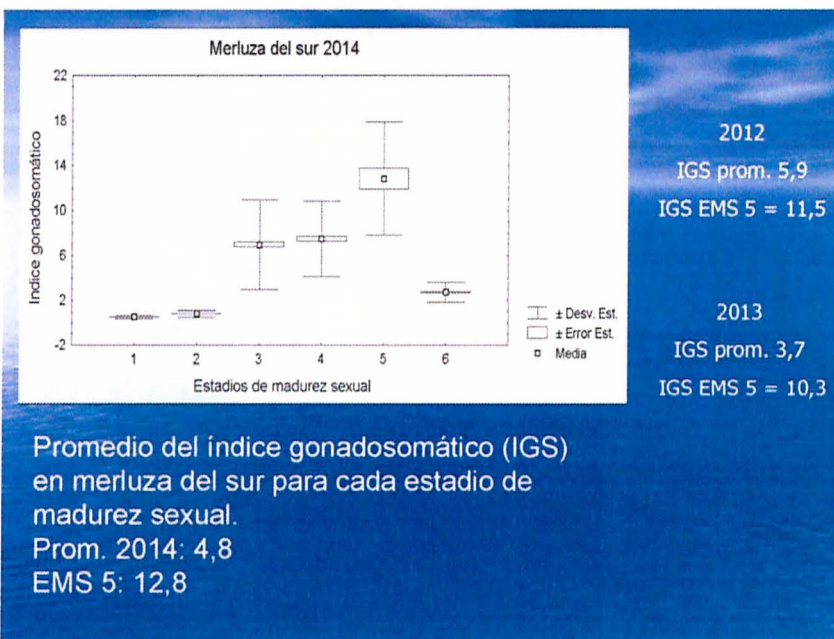 Merluza del sur 2014
22
18
14
10
6
2
-2
Indice gonadosomático
1 2 3 4 5 6
Estadios de madurez sexual
± Desv. Est.
± Error Est.
Media
2012
IGS prom. 5,9
IGS EMS 5 = 11,5
2013
IGS prom. 3,7
IGS EMS 5 = 10,3
Promedio del índice gonadosomático (IGS)
en merluza del sur para cada estadio de
madurez sexual.
Prom. 2014: 4,8
EMS 5: 12,8